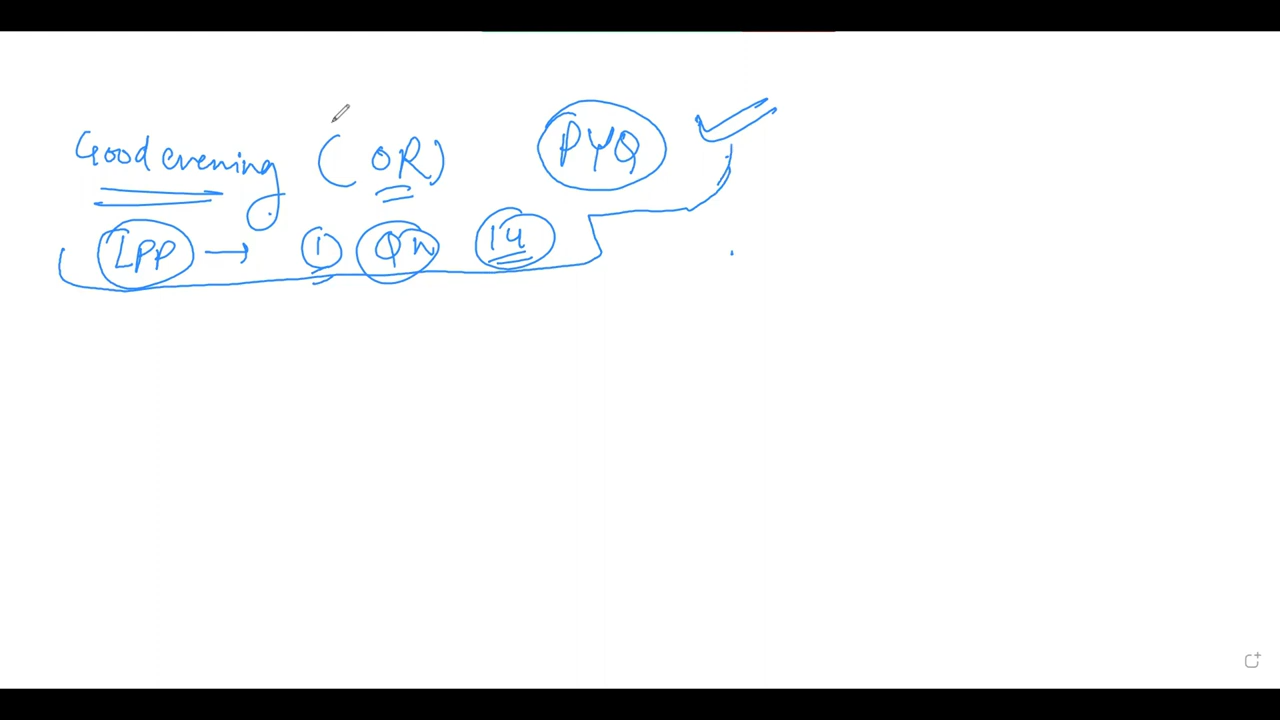 Good evening (OR) PYQ
LPP → 1 Qn 14